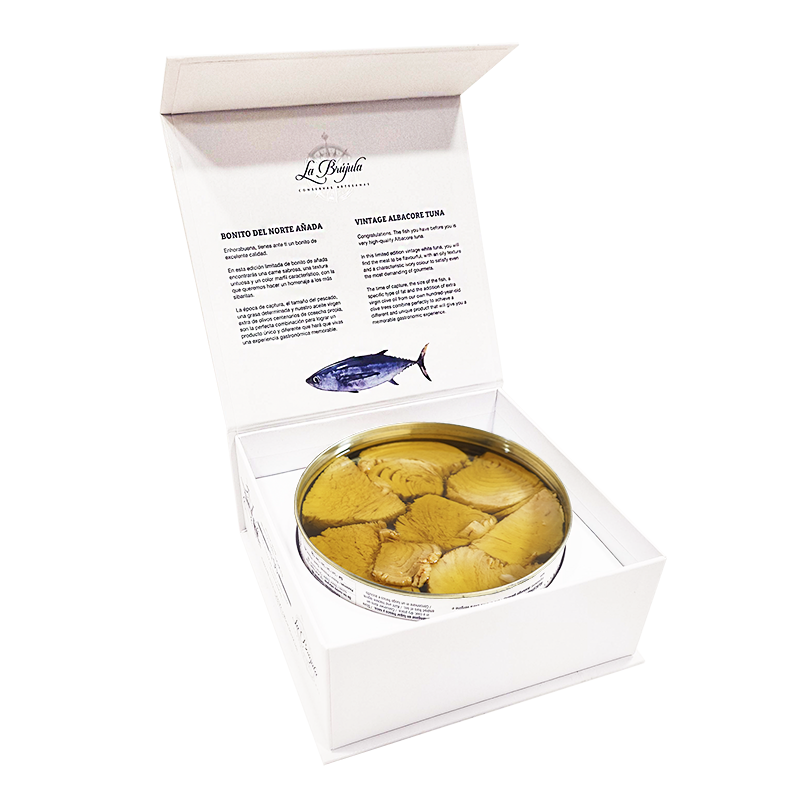 La Brújula
CONSERVAS ARTESANAS
BONITO DEL NORTE AÑADA
Enhorabuena, tienes ante ti un bonito de
excelente calidad.
En esta edición limitada de bonito de añada
encontrarás una carne sabrosa, una textura
untuosa y un color marfil característico, con la
que queremos hacer un homenaje a los más
sibaritas.
La época de captura, el tamaño del pescado,
una grasa determinada y nuestro aceite virgen
extra de olivos centenarios de cosecha propia,
son la perfecta combinación para lograr un
producto único y diferente que hará que vivas
una experiencia gastronómica memorable.
VINTAGE ALBACORE TUNA
Congratulations. The fish you have before you is
very high-quality Albacore tuna.
In this limited edition vintage white tuna, you will
find the meat to be flavourful, with an oily texture
and a characteristic ivory colour to satisfy even
the most demanding of gourmets.
The time of capture, the size of the fish, a
specific type of fat and the addition of extra
virgin olive oil from our own hundred-year-old
olive trees combine perfectly to achieve a
different and unique product that will give you a
memorable gastronomic experience.
La Brújula